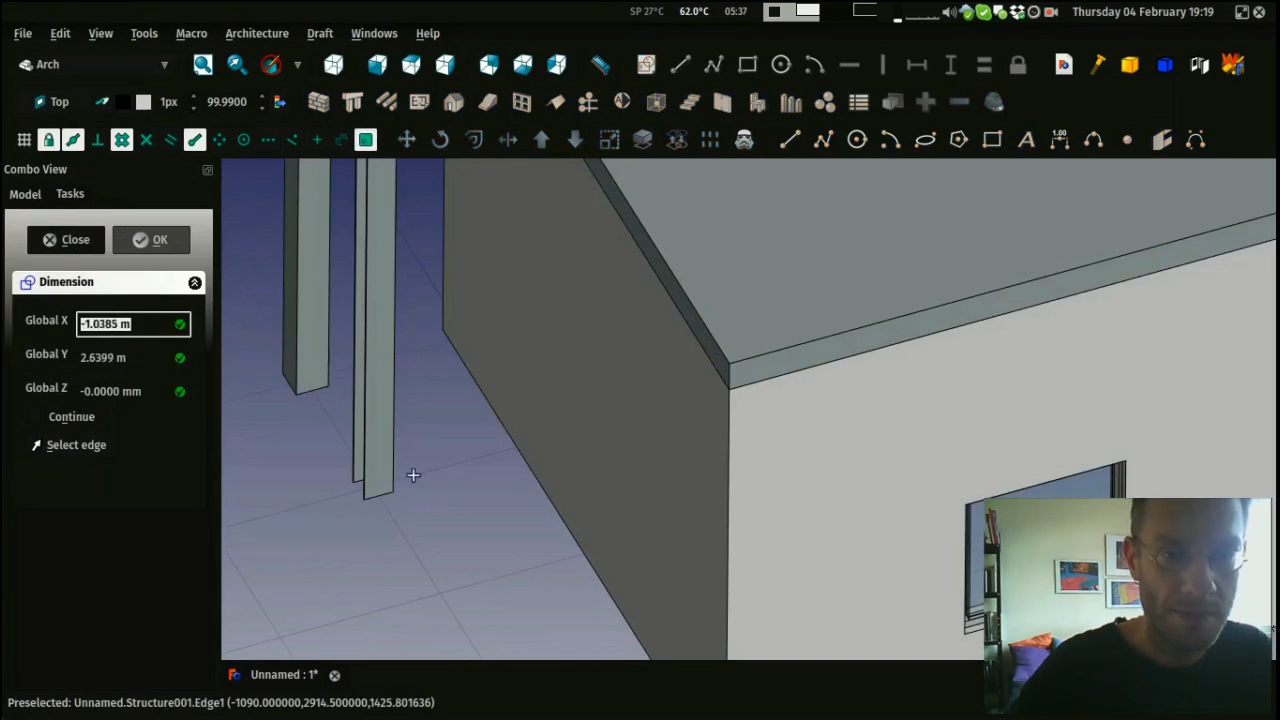 SP 27°C 62.0°C 05:37 Thursday 04 February 19:19
File Edit View Tools Macro Architecture Draft Windows Help
Arch
Top 1px 99.9900
1.00
Combo View
Model Tasks
Close OK
Dimension
Global X -1.0385 m
Global Y 2.6399 m
Global Z -0.0000 mm
Continue
Select edge
Unnamed : 1*
Preselected: Unnamed.Structure001.Edge1 (-1090.000000,2914.500000,1425.801636)